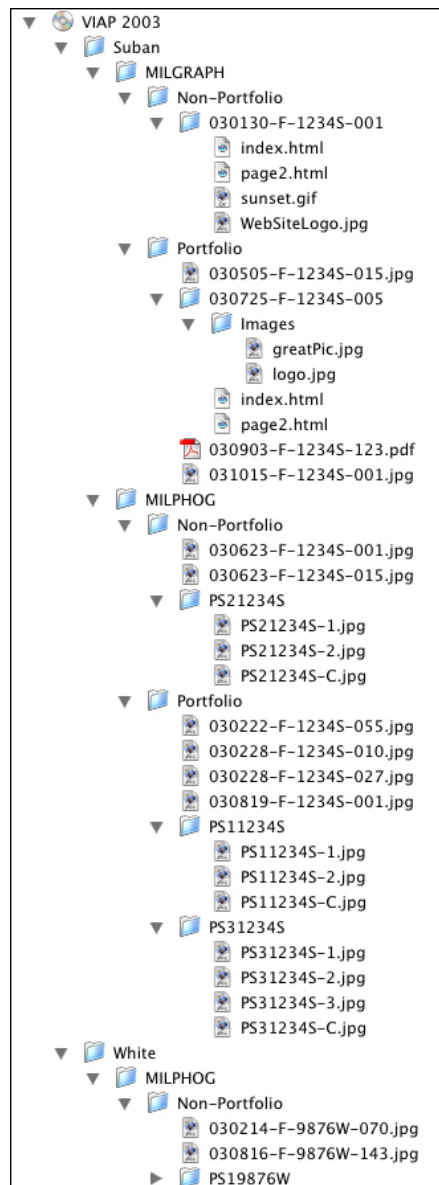 VIAP 2003
Suban
MILGRAPH
Non-Portfolio
030130-F-1234S-001
index.html
page2.html
sunset.gif
WebSiteLogo.jpg
Portfolio
030505-F-1234S-015.jpg
030725-F-1234S-005
Images
greatPic.jpg
logo.jpg
index.html
page2.html
030903-F-1234S-123.pdf
031015-F-1234S-001.jpg
MILPHOG
Non-Portfolio
030623-F-1234S-001.jpg
030623-F-1234S-015.jpg
PS21234S
PS21234S-1.jpg
PS21234S-2.jpg
PS21234S-C.jpg
Portfolio
030222-F-1234S-055.jpg
030228-F-1234S-010.jpg
030228-F-1234S-027.jpg
030819-F-1234S-001.jpg
PS11234S
PS11234S-1.jpg
PS11234S-2.jpg
PS11234S-C.jpg
PS31234S
PS31234S-1.jpg
PS31234S-2.jpg
PS31234S-3.jpg
PS31234S-C.jpg
White
MILPHOG
Non-Portfolio
030214-F-9876W-070.jpg
030816-F-9876W-143.jpg
PS19876W